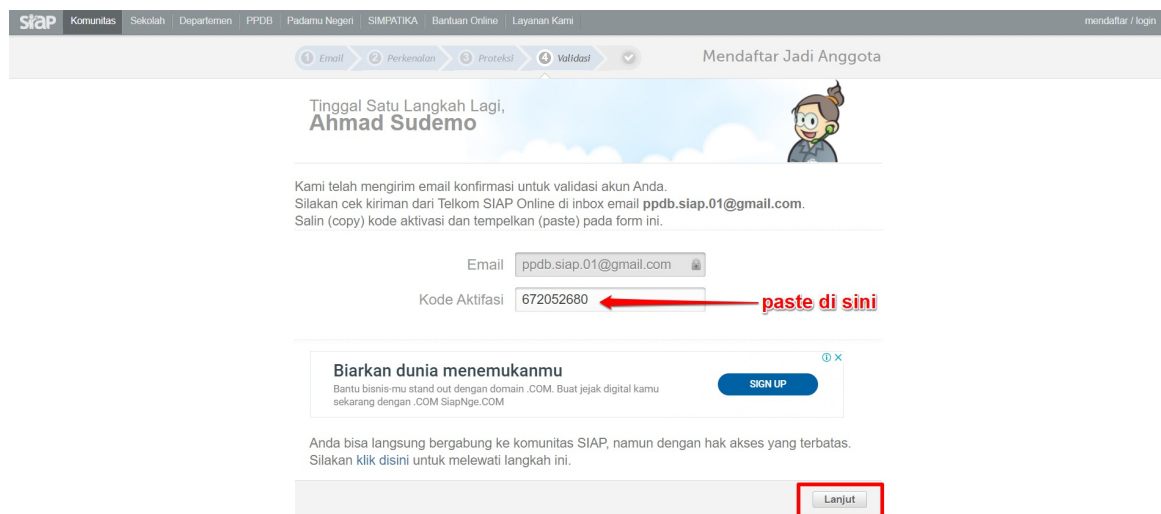 SIAP Komunitas Sekolah Departemen PPDB Padamu Negeri SIMPATIKA Bantuan Online Layanan Kami mendaftar / login
1 Email 2 Perkenalan 3 Proteksi 4 Validasi Mendaftar Jadi Anggota
Tinggal Satu Langkah Lagi,
Ahmad Sudemo
Kami telah mengirim email konfirmasi untuk validasi akun Anda.
Silakan cek kiriman dari Telkom SIAP Online di inbox email ppdb.siap.01@gmail.com.
Salin (copy) kode aktivasi dan tempelkan (paste) pada form ini.
Email ppdb.siap.01@gmail.com
Kode Aktifasi 672052680 paste di sini
Biarkan dunia menemukanmu
Bantu bisnis-mu stand out dengan domain .COM. Buat jejak digital kamu
sekarang dengan .COM SiapNge.COM
SIGN UP
Anda bisa langsung bergabung ke komunitas SIAP, namun dengan hak akses yang terbatas.
Silakan klik disini untuk melewati langkah ini.
Lanjut